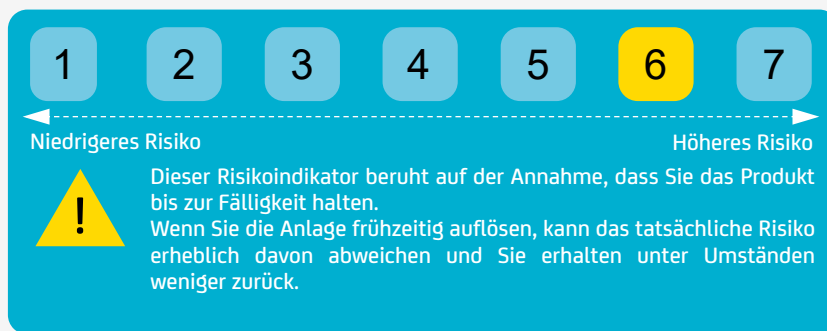 1 2 3 4 5 6 7
Niedrigeres Risiko Höheres Risiko
!
Dieser Risikoindikator beruht auf der Annahme, dass Sie das Produkt
bis zur Fälligkeit halten.
Wenn Sie die Anlage frühzeitig auflösen, kann das tatsächliche Risiko
erheblich davon abweichen und Sie erhalten unter Umständen
weniger zurück.